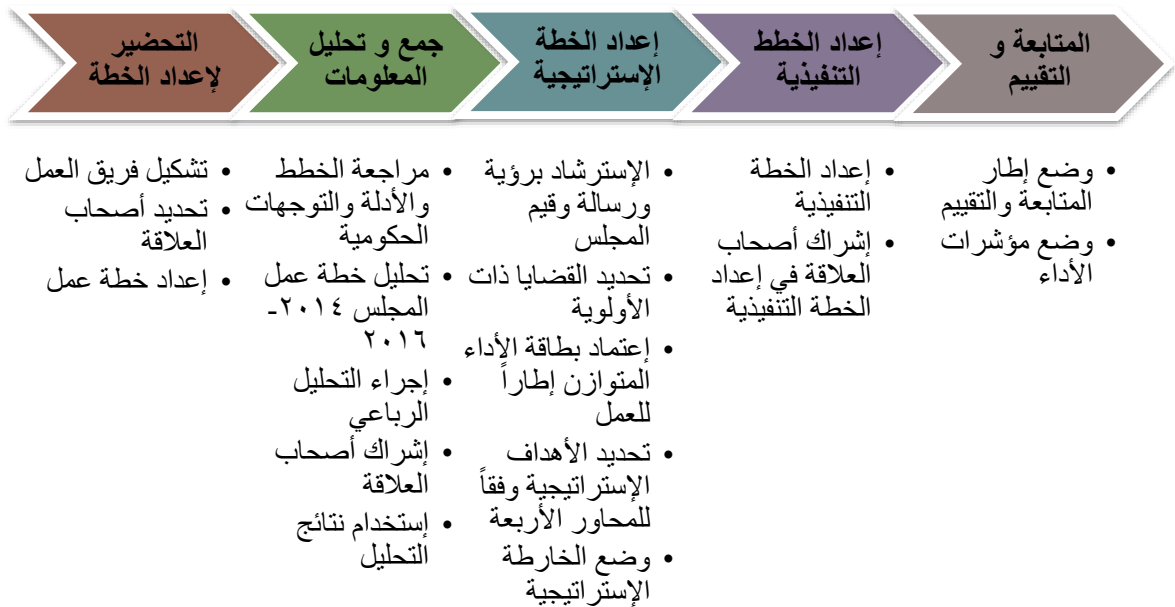 التحضير
لإعداد الخطة
جمع و تحليل
المعلومات
إعداد الخطة
الإستراتيجية
إعداد الخطط
التنفيذية
المتابعة و
التقييم
• تشكيل فريق العمل
• تحديد أصحاب
العلاقة
• إعداد خطة عمل
• مراجعة الخطط
والأدلة والتوجهات
الحكومية
• تحليل خطة عمل
المجلس ٢٠١٤-
٢٠١٦
• إجراء التحليل
الرباعي
• إشراك أصحاب
العلاقة
• إستخدام نتائج
التحليل
• الإسترشاد برؤية
ورسالة وقيم
المجلس
• تحديد القضايا ذات
الأولوية
• إعتماد بطاقة الأداء
المتوازن إطاراً
للعمل
• تحديد الأهداف
الإستراتيجية وفقاً
للمحاور الأربعة
• وضع الخارطة
الإستراتيجية
• إعداد الخطة
التنفيذية
• إشراك أصحاب
العلاقة في إعداد
الخطة التنفيذية
• وضع إطار
المتابعة والتقييم
• وضع مؤشرات
الأداء